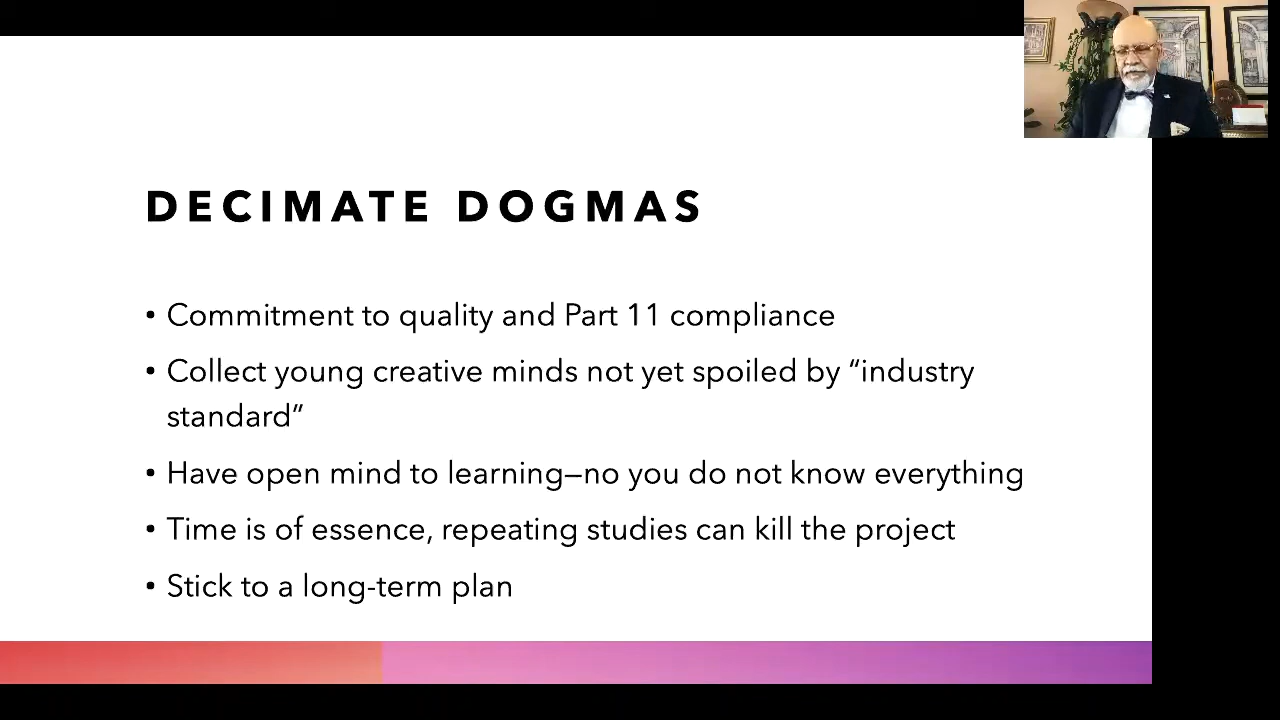 DECIMATE DOGMAS
• Commitment to quality and Part 11 compliance
• Collect young creative minds not yet spoiled by “industry
standard”
• Have open mind to learning—no you do not know everything
• Time is of essence, repeating studies can kill the project
• Stick to a long-term plan